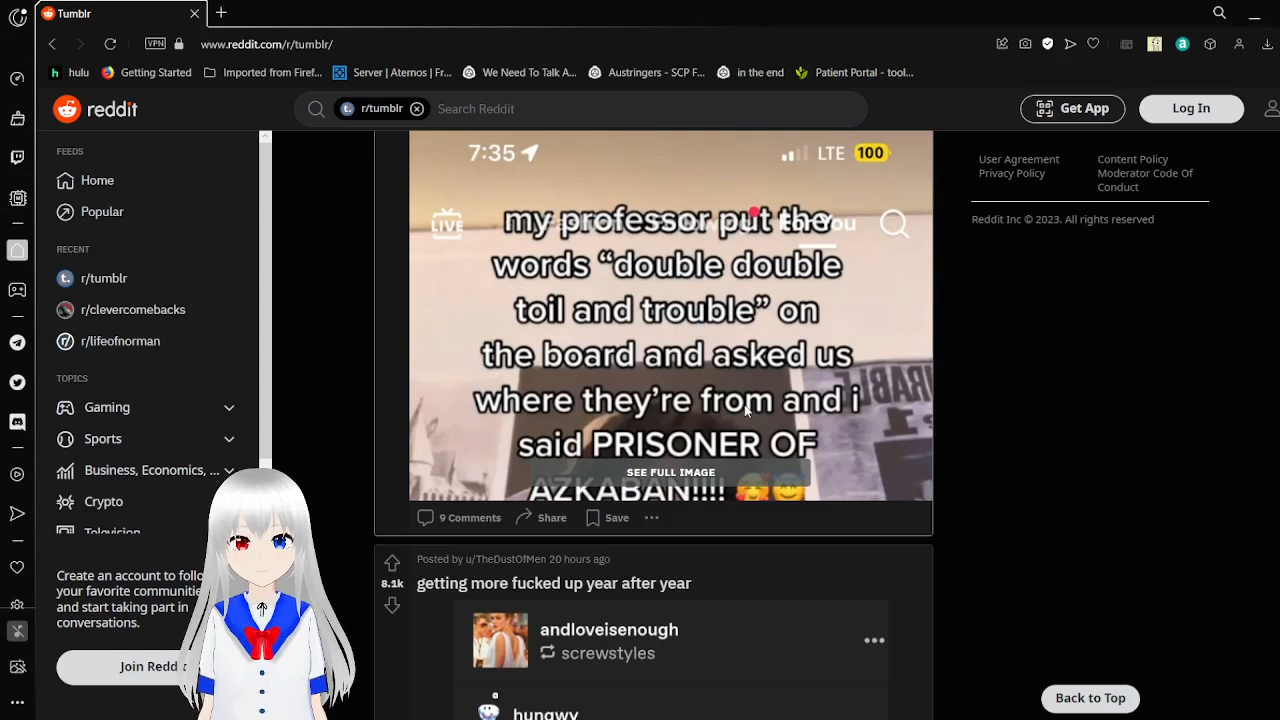 Tumblr
VPN
www.reddit.com/r/tumblr/
hulu
Getting Started
Imported from Firef...
Server | Aternos | Fr...
We Need To Talk A...
Austringers - SCP F...
in the end
Patient Portal - tool...
reddit
r/tumblr
Search Reddit
Get App
Log In
FEEDS
Home
Popular
RECENT
r/tumblr
r/clevercomebacks
r/lifeofnorman
TOPICS
Gaming
Sports
Business, Economics, ...
Crypto
Television
Create an account to follo
your favorite communitie
and start taking part in
conversations.
Join Reddit
7:35
LTE 100
LIVE
my professor put the
words “double double
toil and trouble” on
the board and asked us
where they’re from and i
said PRISONER OF
AZKABAN!!!! 🥰😊
SEE FULL IMAGE
9 Comments
Share
Save
Posted by u/TheDustOfMen 20 hours ago
8.1k
getting more fucked up year after year
andloveisenough
screwstyles
hungwy
User Agreement
Privacy Policy
Content Policy
Moderator Code Of
Conduct
Reddit Inc © 2023. All rights reserved
Back to Top